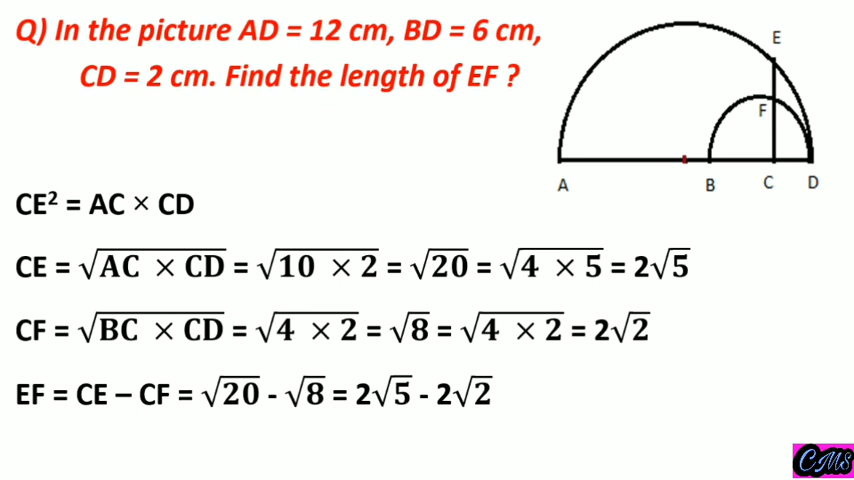 Q) In the picture AD = 12 cm, BD = 6 cm,
CD = 2 cm. Find the length of EF ?
E
F
A B C D
CE² = AC × CD
CE = √AC × CD = √10 × 2 = √20 = √4 × 5 = 2√5
CF = √BC × CD = √4 × 2 = √8 = √4 × 2 = 2√2
EF = CE – CF = √20 - √8 = 2√5 - 2√2
CMS